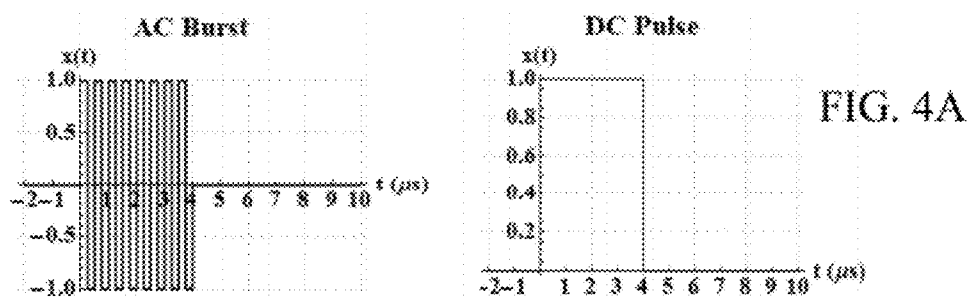 AC Burst
x(t)
1.0
0.5
-2 -1 1 2 3 4 5 6 7 8 9 10 t (μs)
-0.5
-1.0
DC Pulse
x(t)
1.0
0.8
0.6
0.4
0.2
-2 -1 1 2 3 4 5 6 7 8 9 10 t (μs)
FIG. 4A